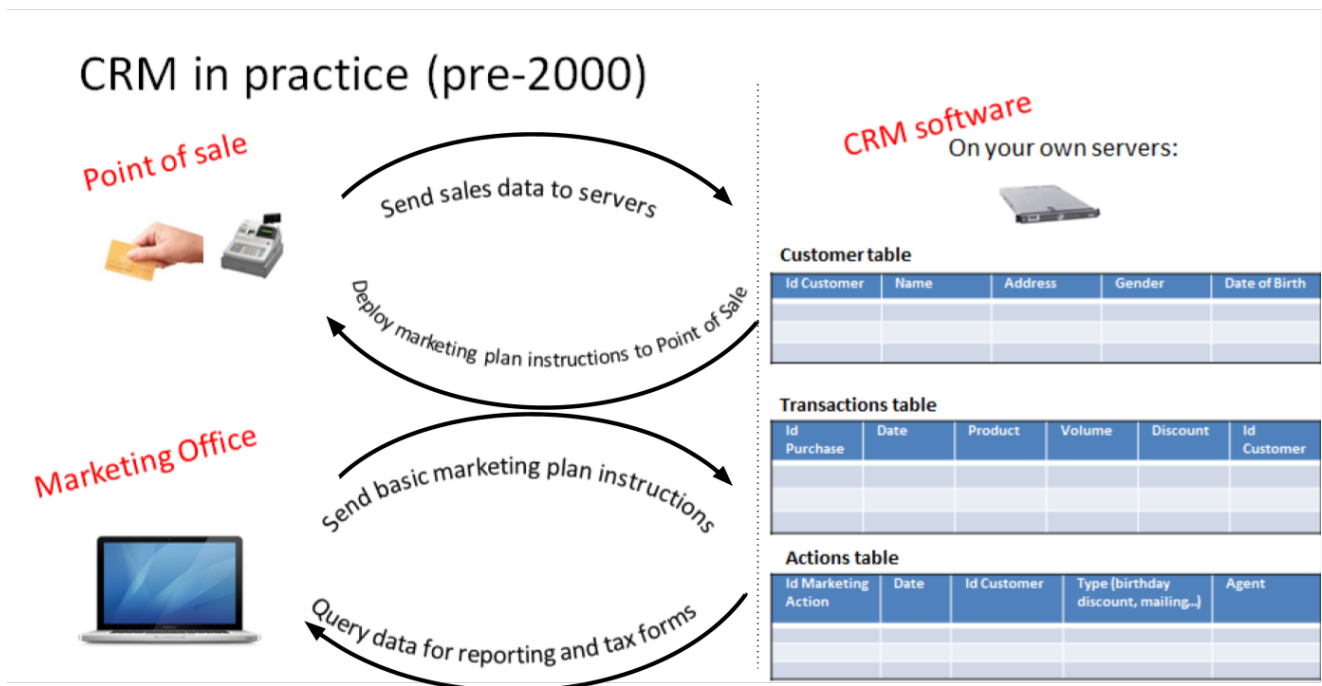 CRM in practice (pre-2000)
Point of sale
Send sales data to servers
Deploy marketing plan instructions to Point of Sale
Marketing Office
Send basic marketing plan instructions
Query data for reporting and tax forms
CRM software
On your own servers:
Customer table
Id Customer Name Address Gender Date of Birth
Transactions table
Id Date Product Volume Discount Id
Purchase Customer
Actions table
Id Marketing Date Id Customer Type (birthday Agent
Action discount, mailing...)